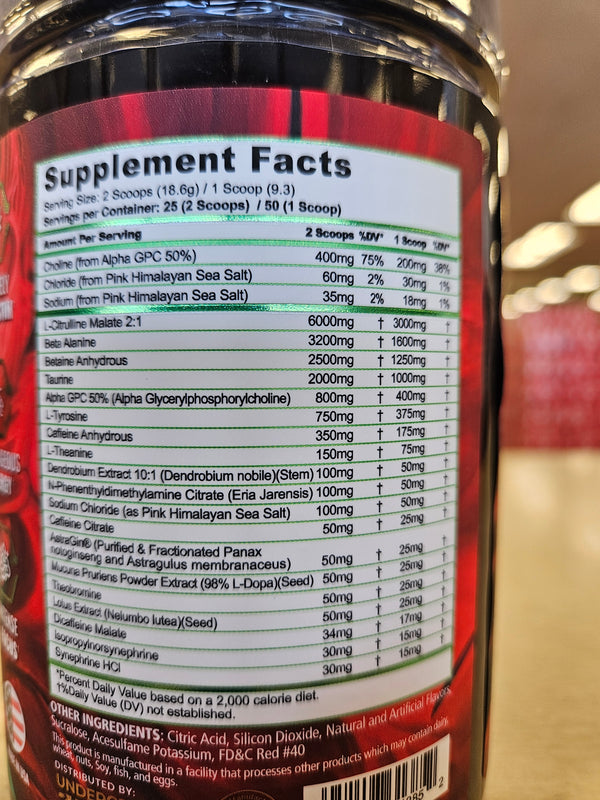 Supplement Facts
Serving Size: 2 Scoops (18.6g) / 1 Scoop (9.3)
Servings per Container: 25 (2 Scoops) / 50 (1 Scoop)
Amount Per Serving 2 Scoops %DV* 1 Scoop %DV*
Choline (from Alpha GPC 50%) 400mg 75% 200mg 38%
Chloride (from Pink Himalayan Sea Salt) 60mg 2% 30mg 1%
Sodium (from Pink Himalayan Sea Salt) 35mg 2% 18mg 1%
L-Citrulline Malate 2:1 6000mg † 3000mg †
Beta Alanine 3200mg † 1600mg †
Betaine Anhydrous 2500mg † 1250mg †
Taurine 2000mg † 1000mg †
Alpha GPC 50% (Alpha Glycerylphosphorylcholine) 800mg † 400mg †
L-Tyrosine 750mg † 375mg †
Caffeine Anhydrous 350mg † 175mg †
L-Theanine 150mg † 75mg †
Dendrobium Extract 10:1 (Dendrobium nobile)(Stem) 100mg † 50mg †
N-Phenenthyldimethylamine Citrate (Eria Jarensis) 100mg † 50mg †
Sodium Chloride (as Pink Himalayan Sea Salt) 100mg † 50mg †
Caffeine Citrate 50mg † 25mg †
AstraGin® (Purified & Fractionated Panax
notoginseng and Astragulus membranaceus) 50mg † 25mg †
Mucuna Pruriens Powder Extract (98% L-Dopa)(Seed) 50mg † 25mg †
Theobromine 50mg † 25mg †
Lotus Extract (Nelumbo lutea)(Seed) 50mg † 25mg †
Dicaffeine Malate 34mg † 17mg †
Isopropylnorsynephrine 30mg † 15mg †
Synephrine HCl 30mg † 15mg †
*Percent Daily Value based on a 2,000 calorie diet.
†%Daily Value (DV) not established.
OTHER INGREDIENTS: Citric Acid, Silicon Dioxide, Natural and Artificial Flavors,
Sucralose, Acesulfame Potassium, FD&C Red #40
This product is manufactured in a facility that processes other products which may contain dairy,
wheat, nuts, Soy, fish, and eggs.
DISTRIBUTED BY: